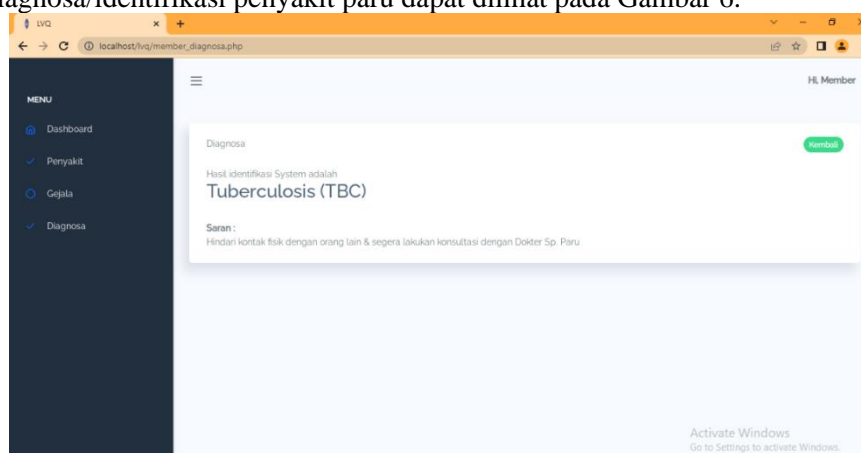 agnosa/identifikasi penyakit paru dapat dilihat pada Gambar 6.
LVQ
localhost/lvq/member_diagnosa.php
Hi, Member
MENU
Dashboard
Penyakit
Gejala
Diagnosa
Diagnosa
Kembali
Hasil identifikasi System adalah
Tuberculosis (TBC)
Saran :
Hindari kontak fisik dengan orang lain & segera lakukan konsultasi dengan Dokter Sp. Paru
Activate Windows
Go to Settings to activate Windows.